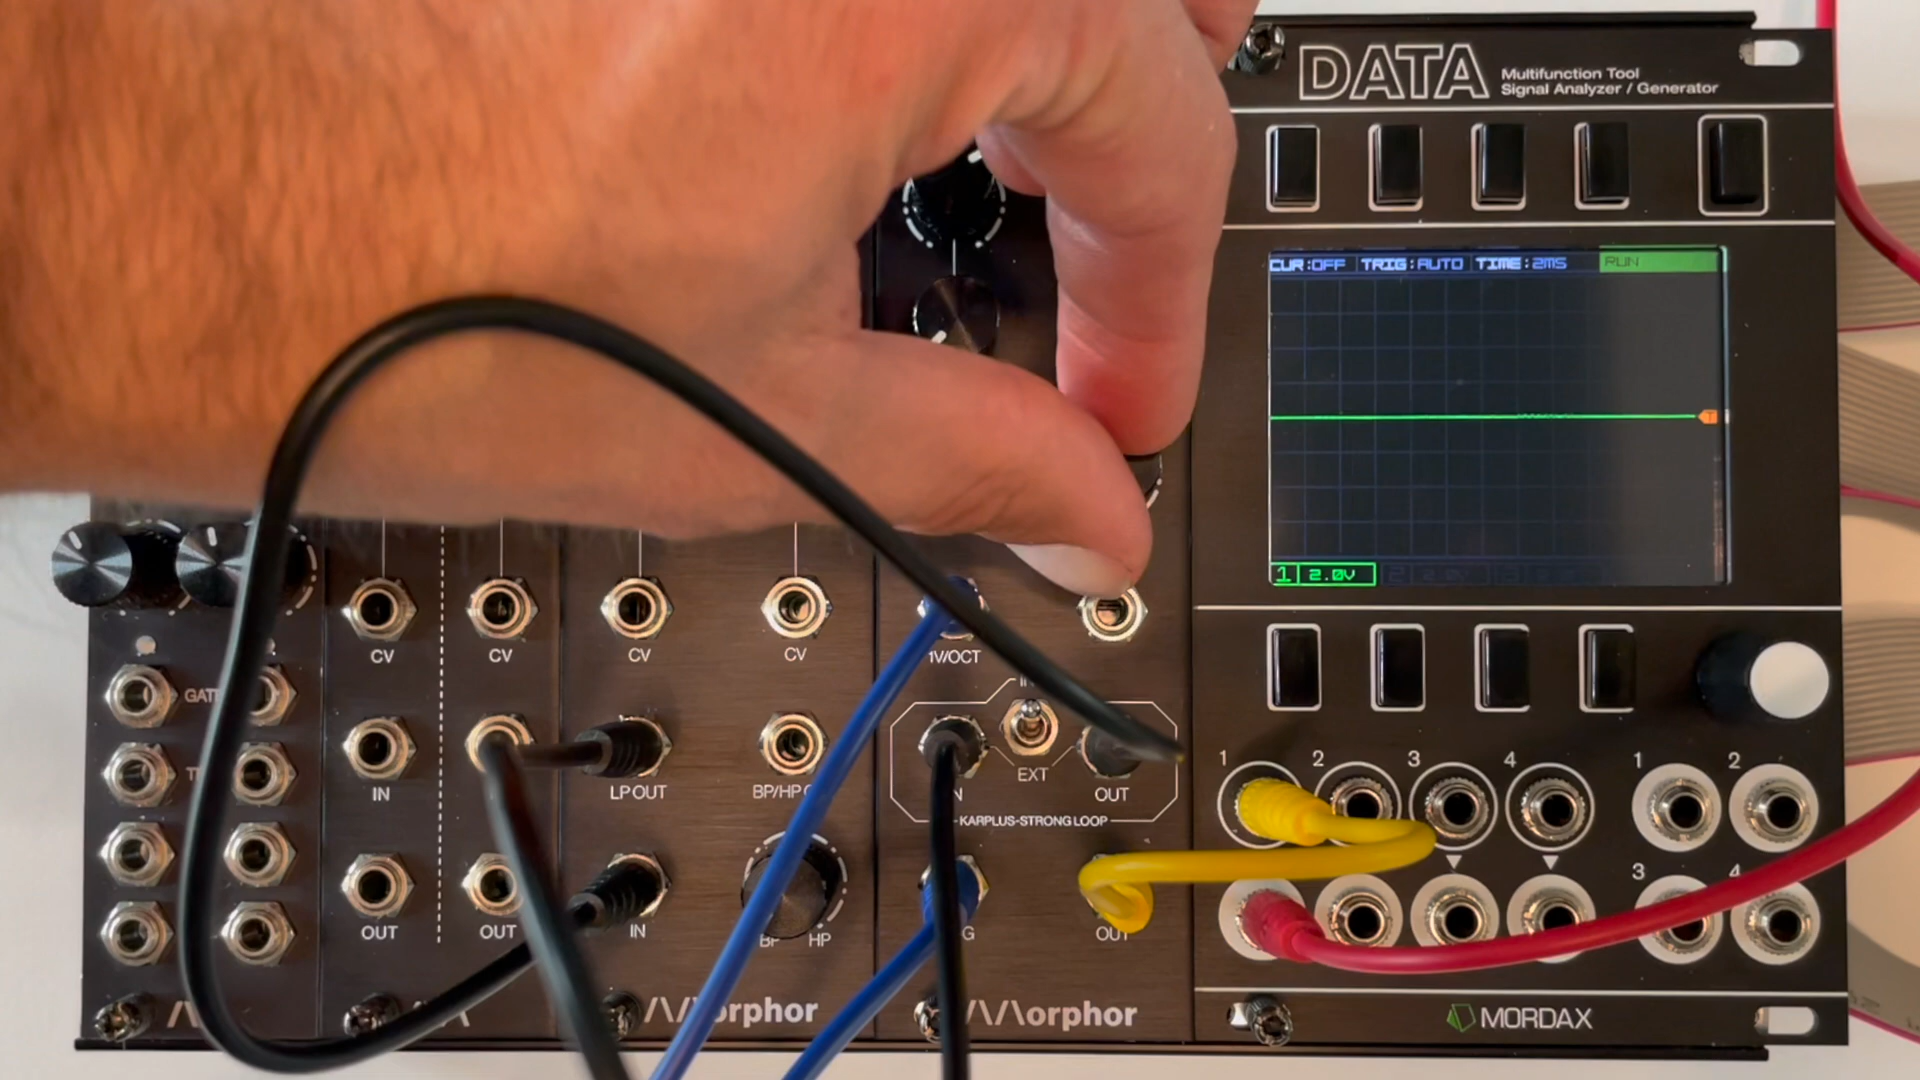 DATA
Multifunction Tool
Signal Analyzer / Generator
CUR:OFF TRIG:AUTO TIME:2MS RUN
1 2.0V
CV CV CV CV 1V/OCT
IN LP OUT EXT OUT
KARPLUS-STRONG LOOP
1 2 3 4 1 2
OUT OUT IN BP HP OUT
3 4
orphor
orphor
MORDAX